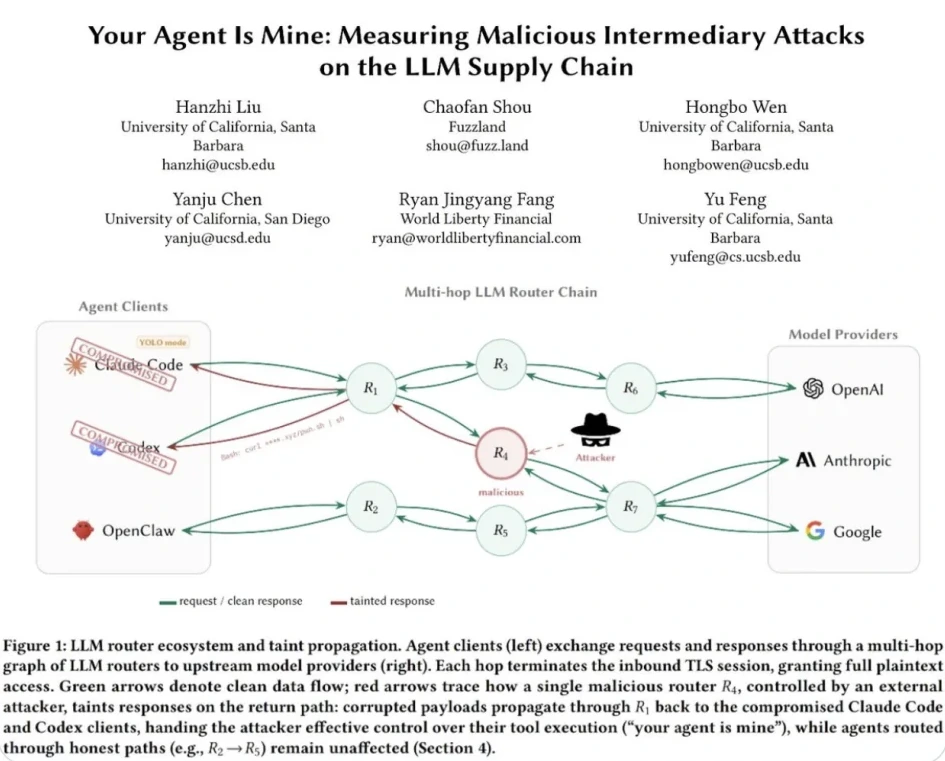 Your Agent Is Mine: Measuring Malicious Intermediary Attacks
on the LLM Supply Chain
Hanzhi Liu
University of California, Santa
Barbara
hanzhi@ucsb.edu
Chaofan Shou
Fuzzland
shou@fuzz.land
Hongbo Wen
University of California, Santa
Barbara
hongbowen@ucsb.edu
Yanju Chen
University of California, San Diego
yanju@ucsd.edu
Ryan Jingyang Fang
World Liberty Financial
ryan@worldlibertyfinancial.com
Yu Feng
University of California, Santa
Barbara
yufeng@cs.ucsb.edu
Multi-hop LLM Router Chain
Agent Clients
Model Providers
YOLO mode
Claude Code
COMPROMISED
Codex
COMPROMISED
OpenClaw
R1
R2
R3
R4
malicious
R5
R6
R7
Attacker
OpenAI
Anthropic
Google
request / clean response
tainted response
Figure 1: LLM router ecosystem and taint propagation. Agent clients (left) exchange requests and responses through a multi-hop
graph of LLM routers to upstream model providers (right). Each hop terminates the inbound TLS session, granting full plaintext
access. Green arrows denote clean data flow; red arrows trace how a single malicious router R4, controlled by an external
attacker, taints responses on the return path: corrupted payloads propagate through R1 back to the compromised Claude Code
and Codex clients, handing the attacker effective control over their tool execution (“your agent is mine”), while agents routed
through honest paths (e.g., R2→R5) remain unaffected (Section 4).